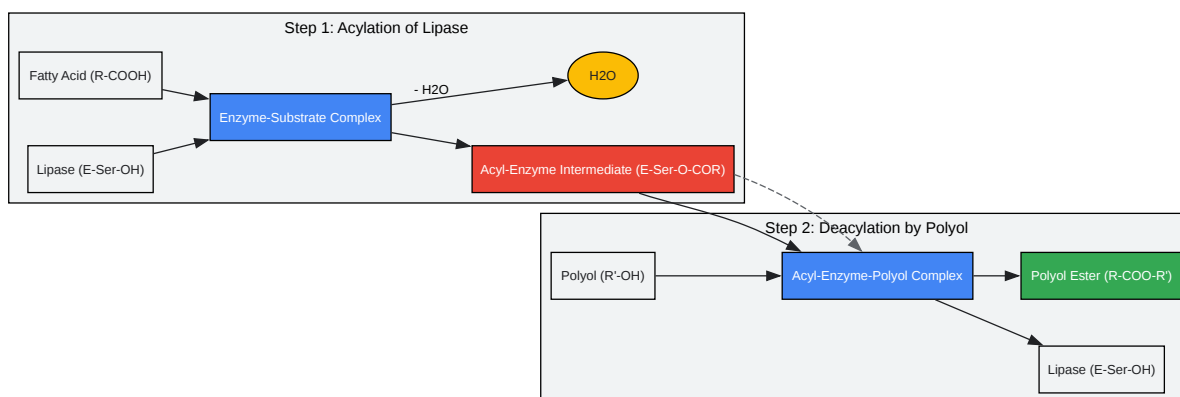 Step 1: Acylation of Lipase
Fatty Acid (R-COOH)
H2O
- H2O
Enzyme-Substrate Complex
Lipase (E-Ser-OH)
Acyl-Enzyme Intermediate (E-Ser-O-COR)
Step 2: Deacylation by Polyol
Polyol (R'-OH)
Acyl-Enzyme-Polyol Complex
Polyol Ester (R-COO-R')
Lipase (E-Ser-OH)